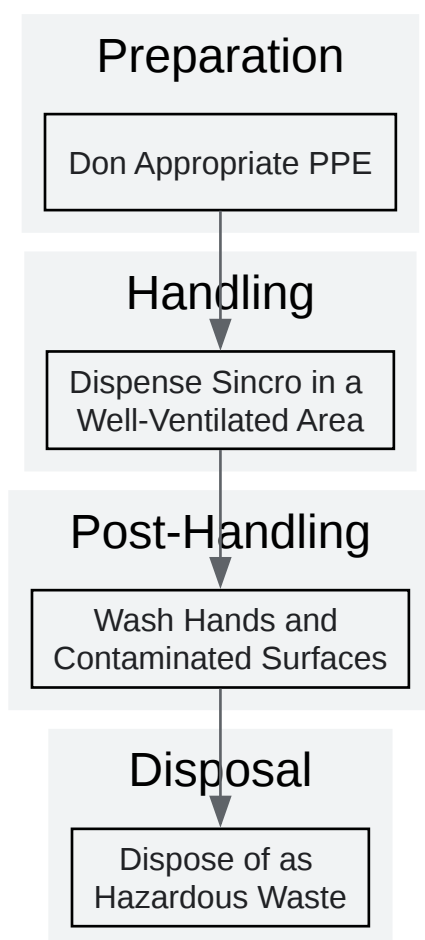 Preparation
Don Appropriate PPE
Handling
Dispense Sincro in a
Well-Ventilated Area
Post-Handling
Wash Hands and
Contaminated Surfaces
Disposal
Dispose of as
Hazardous Waste